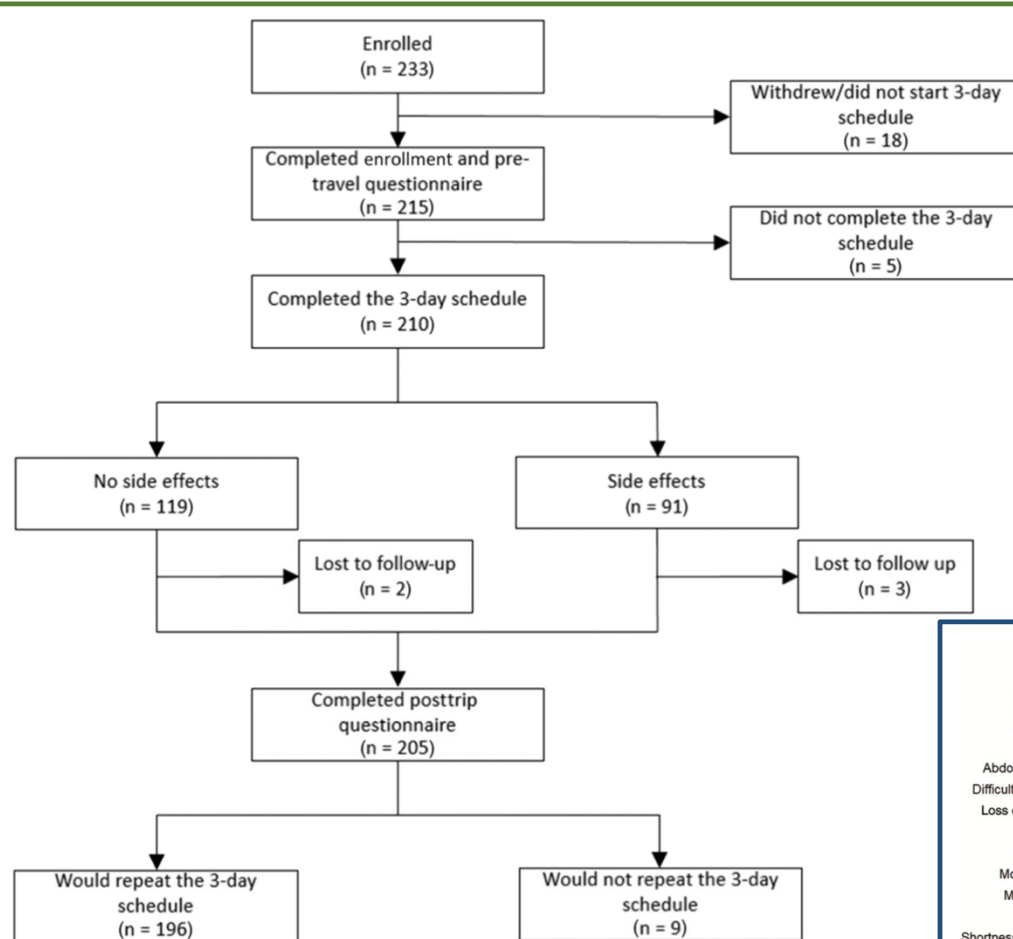 Enrolled
(n = 233)
Withdrew/did not start 3-day
schedule
(n = 18)
Completed enrollment and pre-
travel questionnaire
(n = 215)
Did not complete the 3-day
schedule
(n = 5)
Completed the 3-day schedule
(n = 210)
No side effects
(n = 119)
Side effects
(n = 91)
Lost to follow-up
(n = 2)
Lost to follow up
(n = 3)
Completed posttrip
questionnaire
(n = 205)
Would repeat the 3-day
schedule
(n = 196)
Would not repeat the 3-day
schedule
(n = 9)
Loss